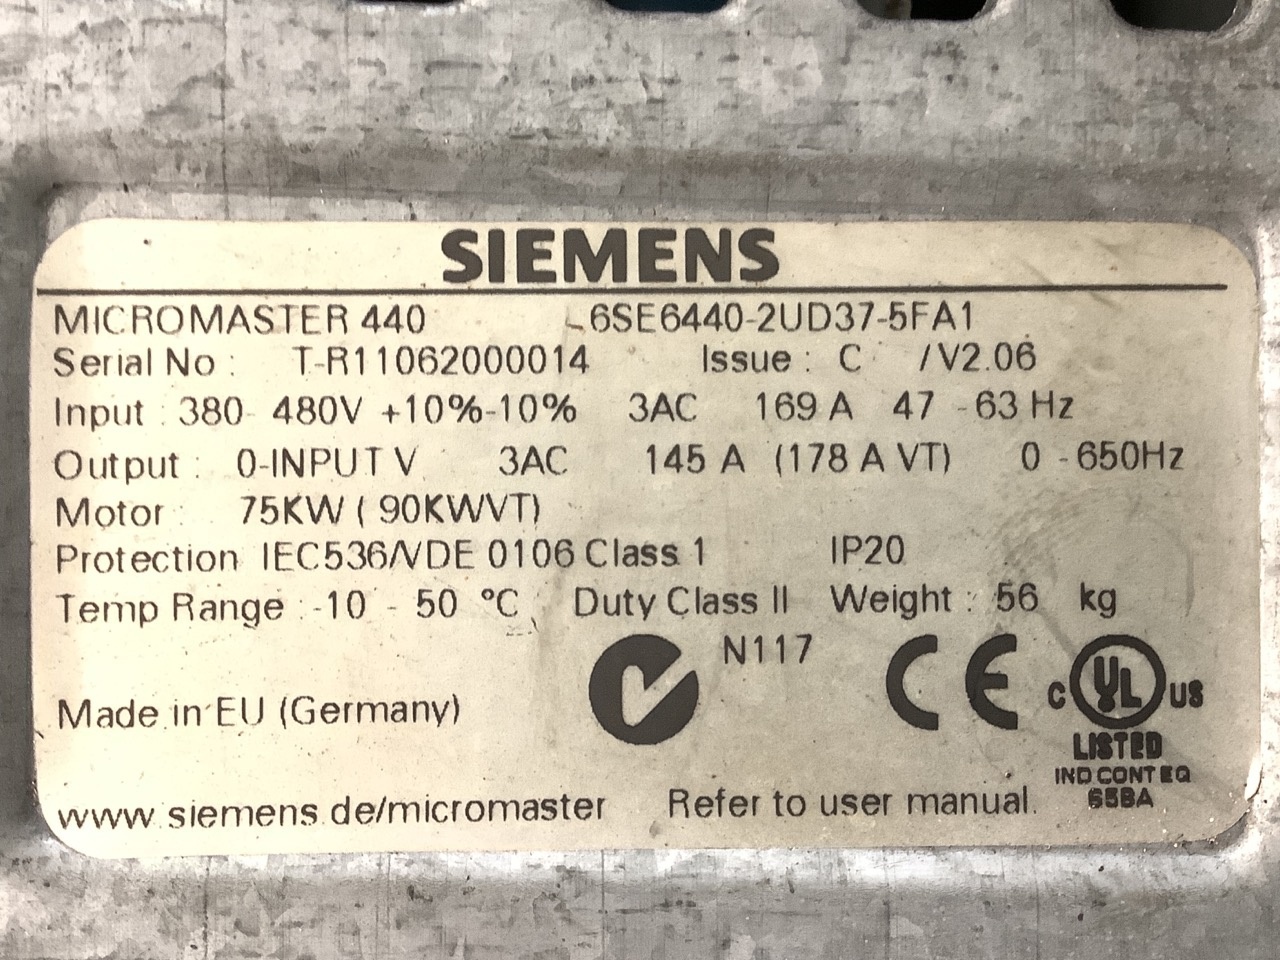 SIEMENS
MICROMASTER 440 6SE6440-2UD37-5FA1
Serial No : T-R11062000014 Issue : C /V2.06
Input : 380- 480V +10%-10% 3AC 169 A 47 -63 Hz
Output : 0-INPUT V 3AC 145 A (178 A VT) 0 - 650Hz
Motor : 75KW ( 90KWVT)
Protection IEC536/VDE 0106 Class 1 IP20
Temp Range : -10 - 50 °C Duty Class II Weight : 56 kg
N117
CE
C UL US
Made in EU (Germany)
LISTED
IND CONT EQ
65BA
www.siemens.de/micromaster Refer to user manual.